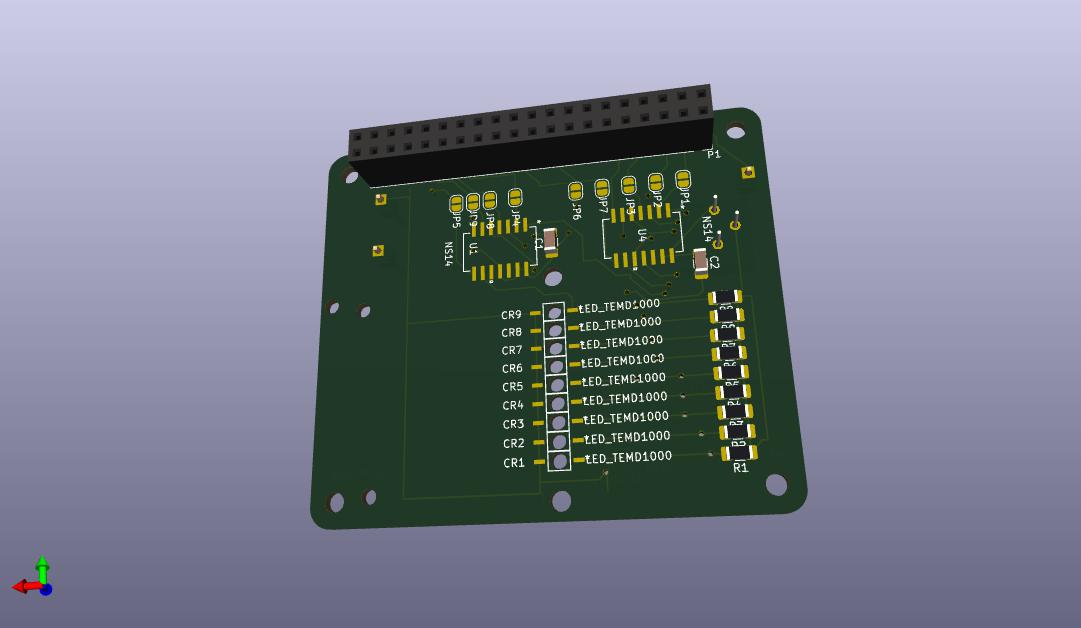 P1
JP5
JP8
JP4
JP6
JP7
JP3
JP2
JP1
NS14
U1
C1
U4
NS14
C2
CR9 LED_TEMD1000
CR8 LED_TEMD1000
CR7 LED_TEMD1000
CR6 LED_TEMD1000
CR5 LED_TEMD1000
CR4 LED_TEMD1000
CR3 LED_TEMD1000
CR2 LED_TEMD1000
CR1 LED_TEMD1000
R1